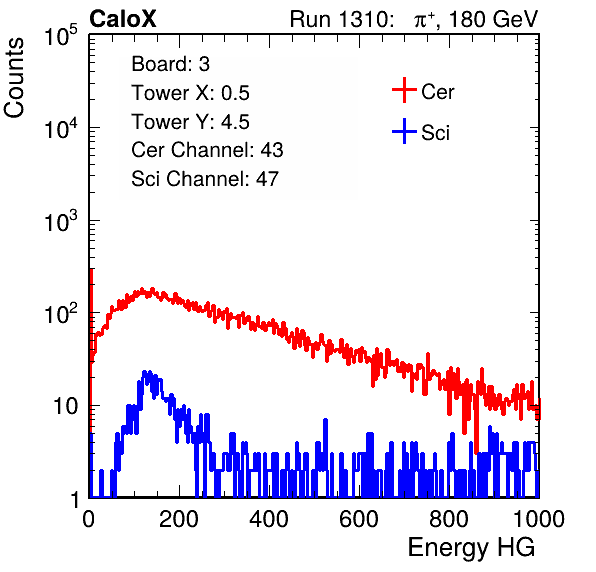 CaloX Run 1310: π⁺, 180 GeV
Counts
10⁵
10⁴
10³
10²
10
1
Board: 3
Tower X: 0.5
Tower Y: 4.5
Cer Channel: 43
Sci Channel: 47
Cer
Sci
0 200 400 600 800 1000
Energy HG